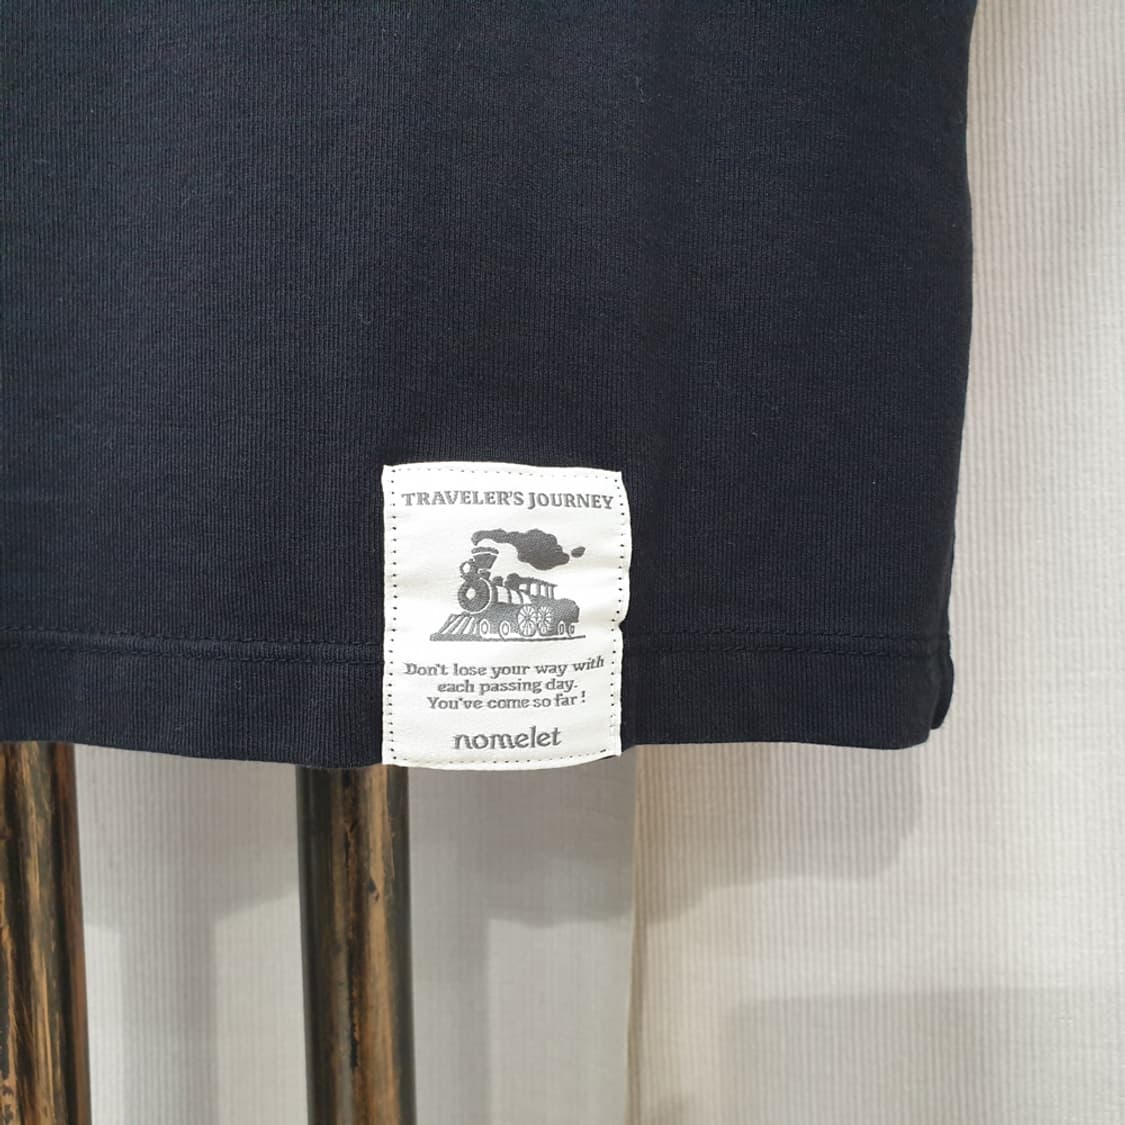 TRAVELER'S JOURNEY
Don't lose your way with
each passing day.
You've come so far !
nomelet